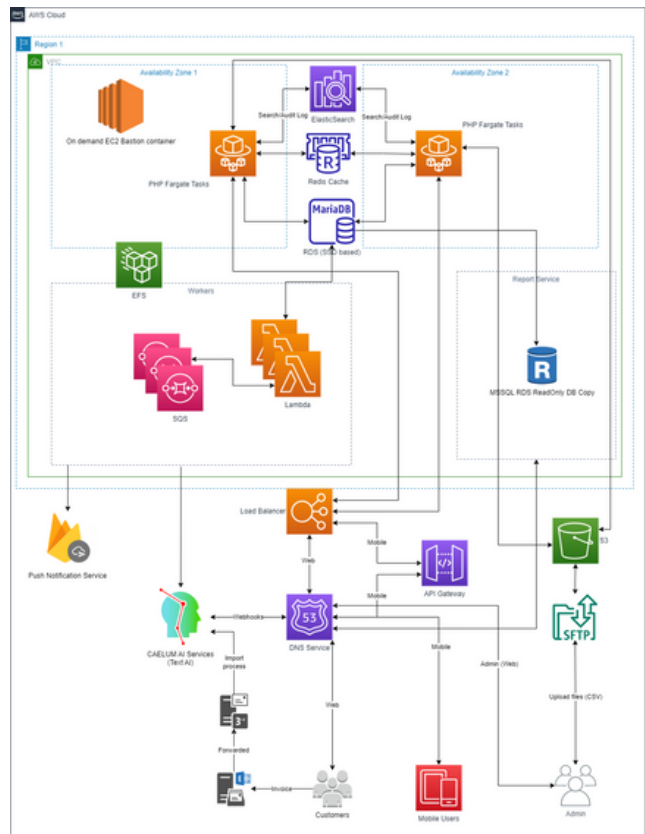 AWS Cloud
Region 1
VPC
Availability Zone 1
Availability Zone 2
On demand EC2 Bastion container
Search/Audit Log
ElasticSearch
Search/Audit Log
PHP Fargate Tasks
PHP Fargate Tasks
R
Redis Cache
MariaDB
RDS (SSD based)
EFS
Workers
Report Service
SQS
Lambda
R
MSSQL RDS ReadOnly DB Copy
Load Balancer
Push Notification Service
Web
Mobile
API Gateway
Mobile
S3
CAELUM AI Services
(Text AI)
Webhooks
53
DNS Service
SFTP
Import
process
Mobile
Admin (Web)
Upload files (CSV)
Web
Forwarded
Invoice
Customers
Mobile Users
Admin